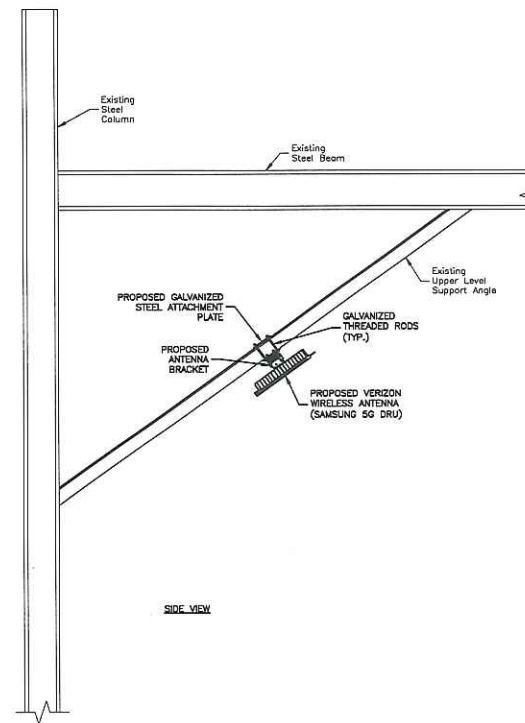 Existing
Steel
Column
Existing
Steel Beam
Existing
Upper Level
Support Angle
PROPOSED GALVANIZED
STEEL ATTACHMENT
PLATE
GALVANIZED
THREADED RODS
(TYP.)
PROPOSED
ANTENNA
BRACKET
PROPOSED VERIZON
WIRELESS ANTENNA
(SAMSUNG 5G DRU)
SIDE VIEW